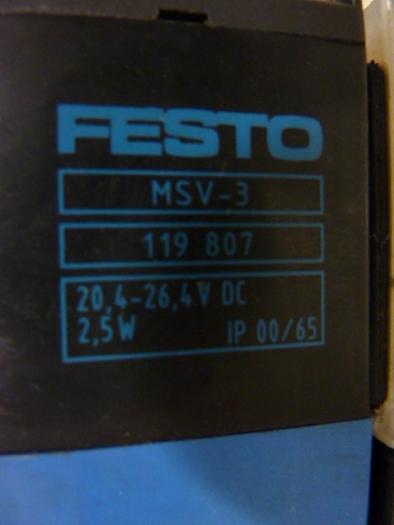 FESTO
MSV-3
119 807
20,4-26,4V DC
2,5W IP 00/65